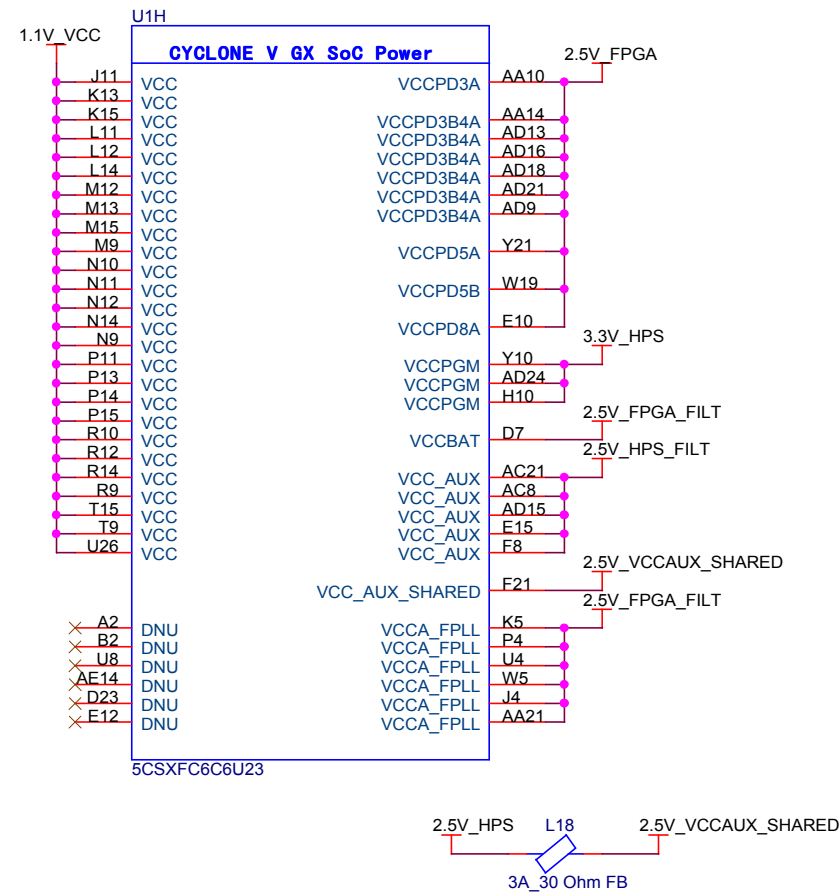 U1H
1.1V_VCC
CYCLONE V GX SoC Power
2.5V_FPGA
J11 VCC VCCPD3A AA10
K13 VCC
K15 VCC VCCPD3B4A AA14
L11 VCC VCCPD3B4A AD13
L12 VCC VCCPD3B4A AD16
L14 VCC VCCPD3B4A AD18
M12 VCC VCCPD3B4A AD21
M13 VCC VCCPD3B4A AD9
M15 VCC
M9 VCC VCCPD5A Y21
N10 VCC
N11 VCC VCCPD5B W19
N12 VCC
N14 VCC VCCPD8A E10
3.3V_HPS
N9 VCC
P11 VCC VCCPGM Y10
P13 VCC VCCPGM AD24
P14 VCC VCCPGM H10
2.5V_FPGA_FILT
P15 VCC
R10 VCC VCCBAT D7
2.5V_HPS_FILT
R12 VCC
R14 VCC VCC_AUX AC21
R9 VCC VCC_AUX AC8
T15 VCC VCC_AUX AD15
T9 VCC VCC_AUX E15
U26 VCC VCC_AUX F8
2.5V_VCCAUX_SHARED
VCC_AUX_SHARED F21
2.5V_FPGA_FILT
A2 DNU VCCA_FPLL K5
B2 DNU VCCA_FPLL P4
U8 DNU VCCA_FPLL U4
AE14 DNU VCCA_FPLL W5
D23 DNU VCCA_FPLL J4
E12 DNU VCCA_FPLL AA21
5CSXFC6C6U23
2.5V_HPS L18 2.5V_VCCAUX_SHARED
3A_30 Ohm FB